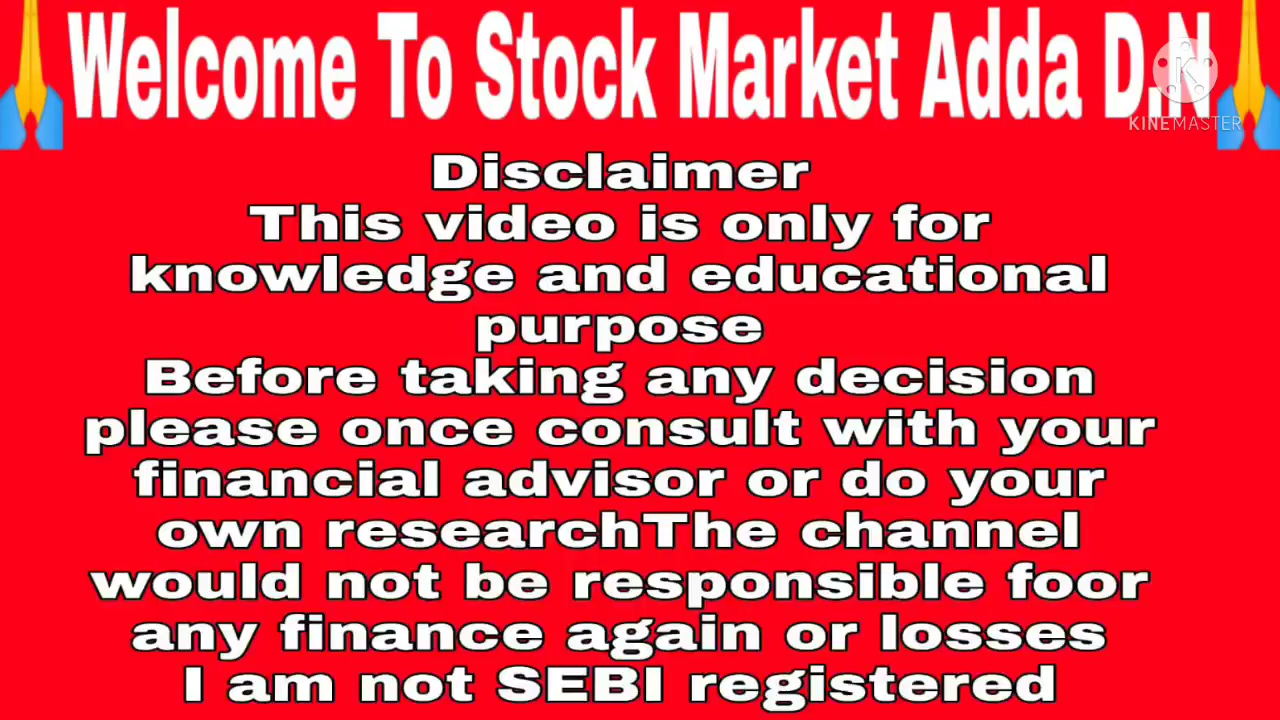 Welcome To Stock Market Adda D.N
KINEMASTER
Disclaimer
This video is only for
knowledge and educational
purpose
Before taking any decision
please once consult with your
financial advisor or do your
own researchThe channel
would not be responsible foor
any finance again or losses
I am not SEBI registered